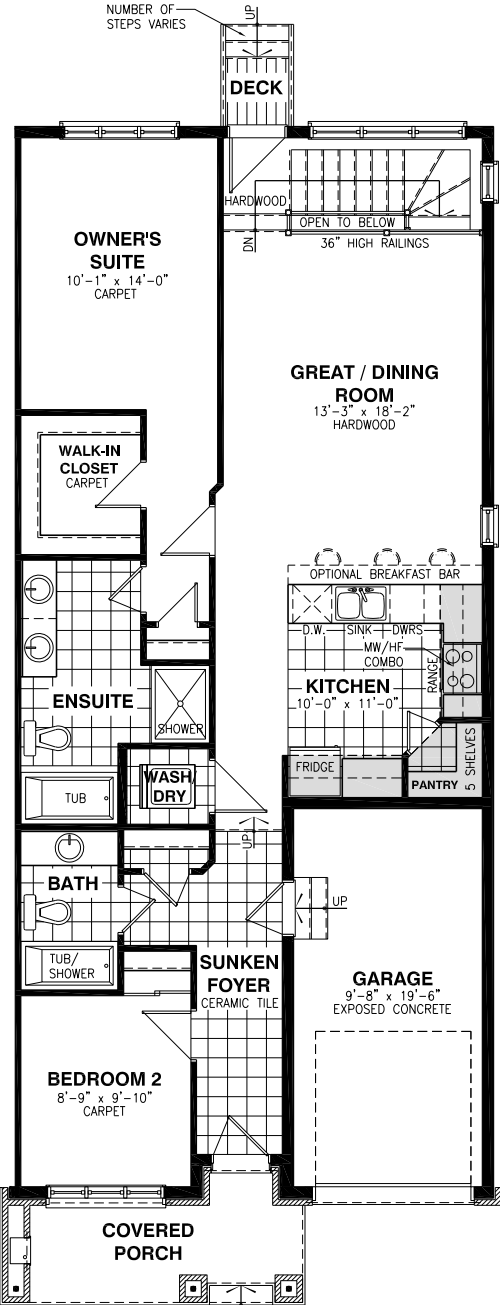 NUMBER OF
STEPS VARIES
UP
DECK
HARDWOOD
OPEN TO BELOW
DN
36" HIGH RAILINGS
OWNER'S
SUITE
10'-1" x 14'-0"
CARPET
GREAT / DINING
ROOM
13'-3" x 18'-2"
HARDWOOD
WALK-IN
CLOSET
CARPET
OPTIONAL BREAKFAST BAR
D.W.
SINK
DWRS
MW/HF
COMBO
RANGE
KITCHEN
10'-0" x 11'-0"
ENSUITE
SHOWER
FRIDGE
PANTRY
5 SHELVES
WASH/
DRY
TUB
UP
BATH
UP
TUB/
SHOWER
SUNKEN
FOYER
CERAMIC TILE
GARAGE
9'-8" x 19'-6"
EXPOSED CONCRETE
BEDROOM 2
8'-9" x 9'-10"
CARPET
COVERED
PORCH